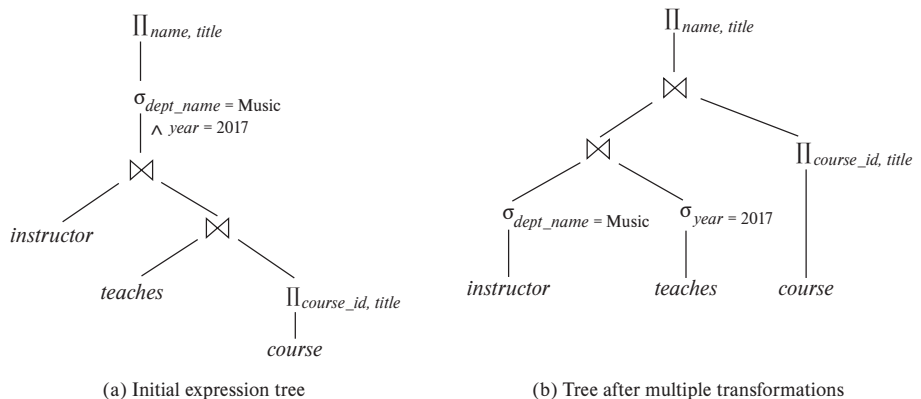 ∏name, title
σdept_name = Music
∧ year = 2017
⋈
instructor
⋈
teaches
∏course_id, title
course
(a) Initial expression tree
∏name, title
⋈
⋈
∏course_id, title
σdept_name = Music
σyear = 2017
instructor
teaches
course
(b) Tree after multiple transformations